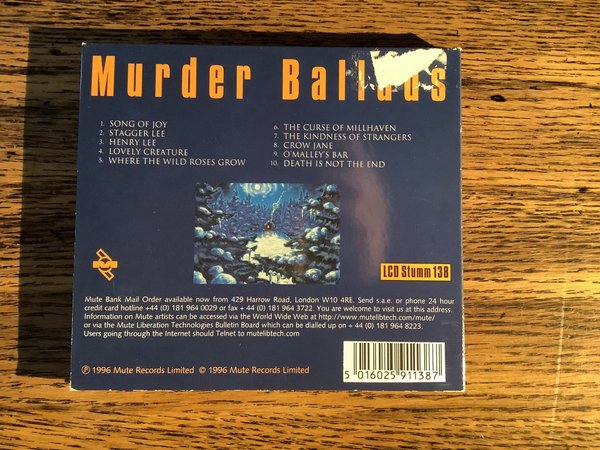 Murder Ballads
1. SONG OF JOY
2. STAGGER LEE
3. HENRY LEE
4. LOVELY CREATURE
5. WHERE THE WILD ROSES GROW
6. THE CURSE OF MILLHAVEN
7. THE KINDNESS OF STRANGERS
8. CROW JANE
9. O'MALLEY'S BAR
10. DEATH IS NOT THE END
MUTE
LCD Stumm 138
Mute Bank Mail Order available now from 429 Harrow Road, London W10 4RE. Send s.a.e. or phone 24 hour
credit card hotline +44 (0) 181 964 0029 or fax + 44 (0) 181 964 3722. You are welcome to visit us at this address.
Information on Mute artists can be accessed via the World Wide Web at http://www.mutelibtech.com/mute/
or via the Mute Liberation Technologies Bulletin Board which can be dialled up on + 44 (0) 181 964 8223.
Users going through the Internet should Telnet to mutelibtech.com
℗ 1996 Mute Records Limited © 1996 Mute Records Limited
5 016025 911387